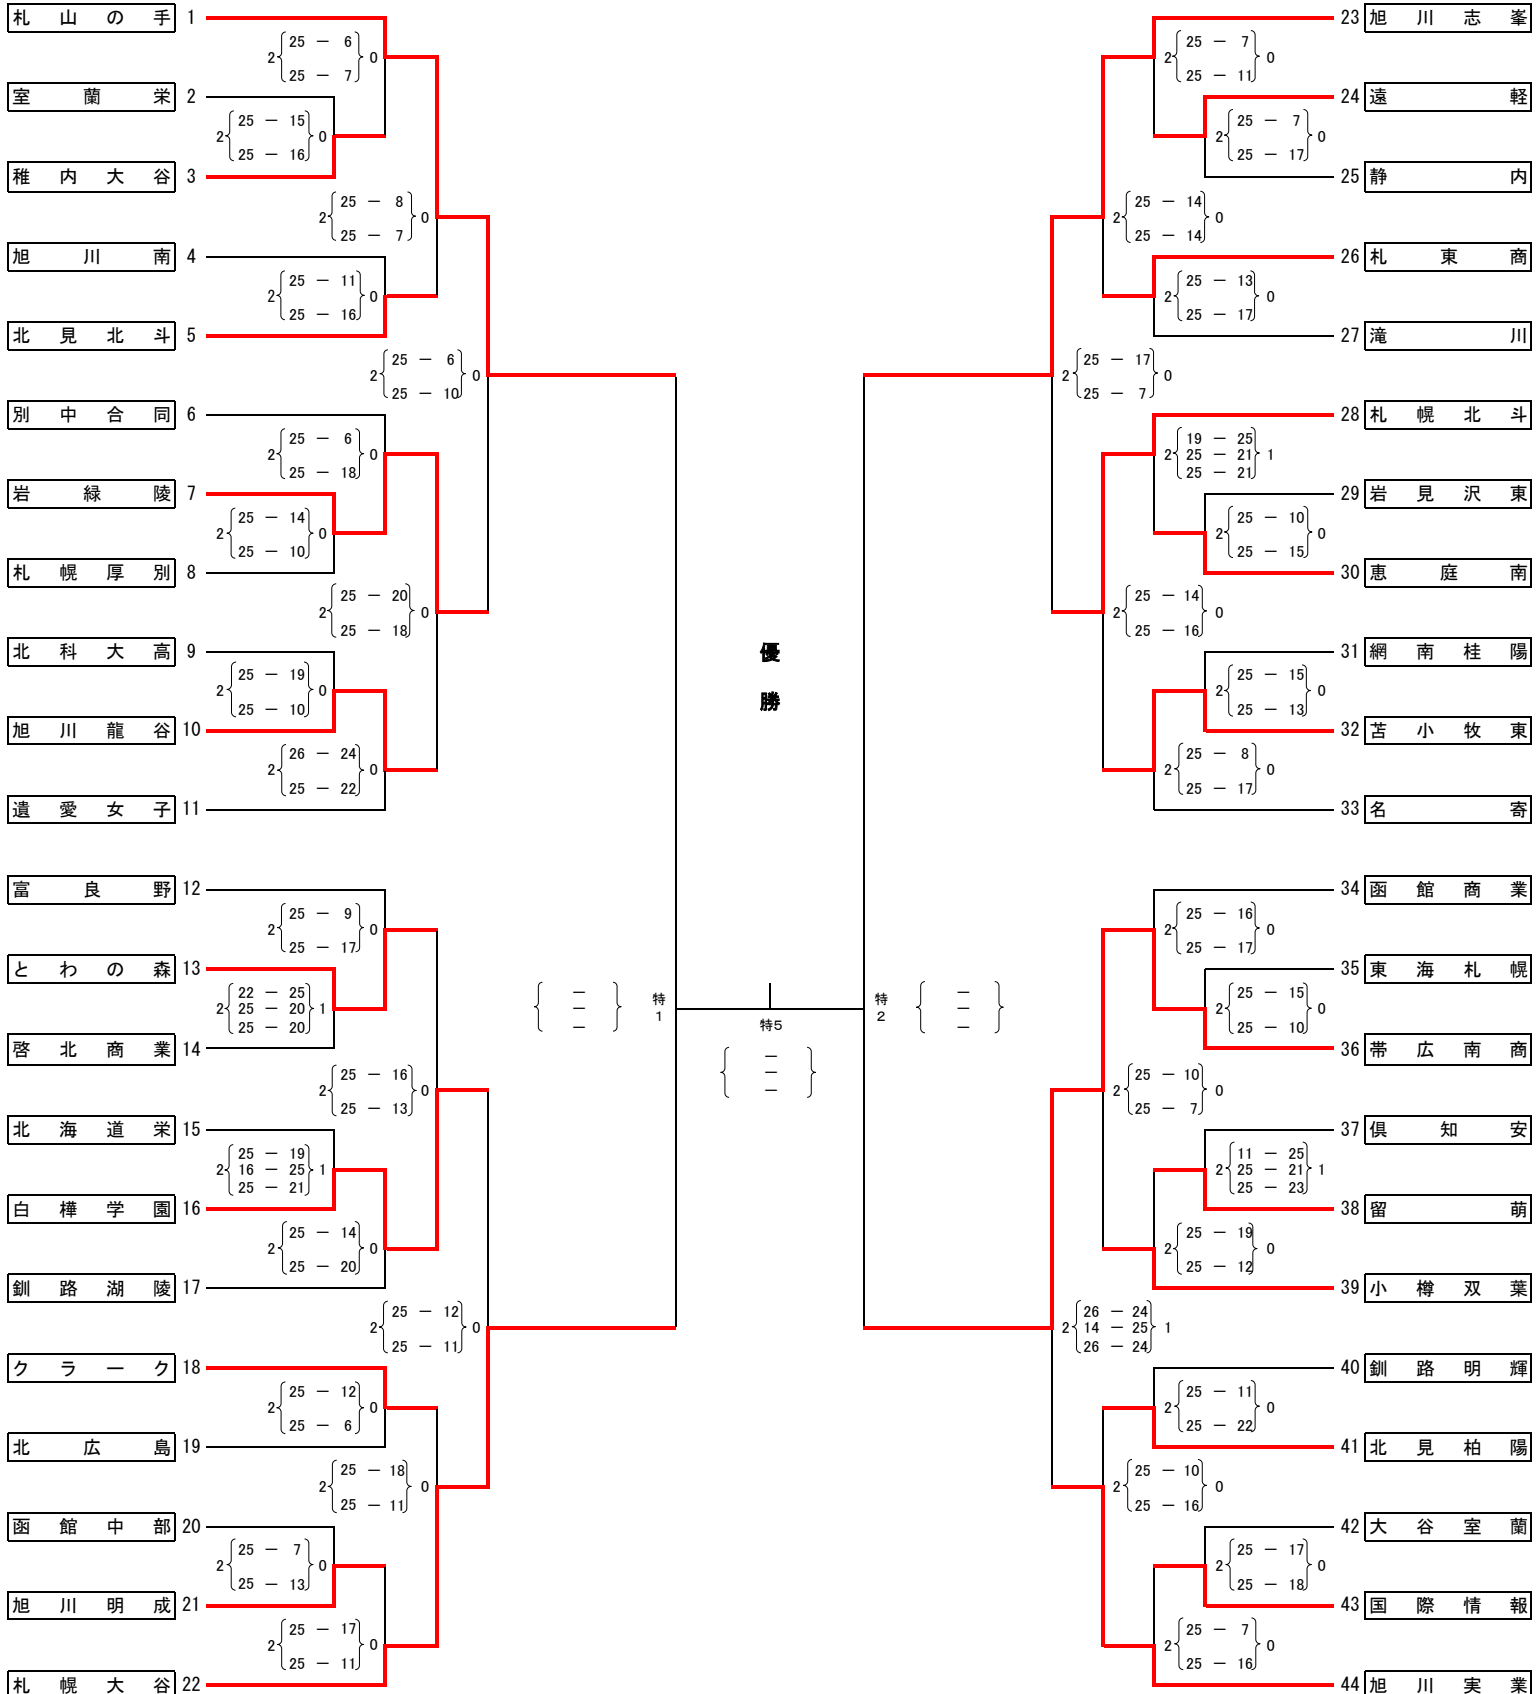 札山の手 1
25 － 6
2 0
25 － 7
室蘭栄 2
25 － 15
2 0
25 － 16
稚内大谷 3
25 － 8
2 0
25 － 7
旭川南 4
25 － 11
2 0
25 － 16
北見北斗 5
25 － 6
2 0
25 － 10
別中合同 6
25 － 6
2 0
25 － 18
岩緑陵 7
25 － 14
2 0
25 － 10
札幌厚別 8
25 － 20
2 0
25 － 18
北科大高 9
25 － 19
2 0
25 － 10
旭川龍谷 10
26 － 24
2 0
25 － 22
遺愛女子 11
富良野 12
25 － 9
2 0
25 － 17
とわの森 13
22 － 25
2 25 － 20 1
25 － 20
啓北商業 14
25 － 16
2 0
25 － 13
北海道栄 15
25 － 19
2 16 － 25 1
25 － 21
白樺学園 16
25 － 14
2 0
25 － 20
釧路湖陵 17
25 － 12
2 0
25 － 11
クラーク 18
25 － 12
2 0
25 － 6
北広島 19
25 － 18
2 0
25 － 11
函館中部 20
25 － 7
2 0
25 － 13
旭川明成 21
25 － 17
2 0
25 － 11
札幌大谷 22
優
勝
－
－
－
特
1
特5
－
－
－
特
2
－
－
－
23 旭川志峯
25 － 7
2 0
25 － 11
24 遠軽
25 － 7
2 0
25 － 17
25 静内
25 － 14
2 0
25 － 14
26 札東商
25 － 13
2 0
25 － 17
27 滝川
25 － 17
2 0
25 － 7
28 札幌北斗
19 － 25
2 25 － 21 1
25 － 21
29 岩見沢東
25 － 10
2 0
25 － 15
30 恵庭南
25 － 14
2 0
25 － 16
31 網南桂陽
25 － 15
2 0
25 － 13
32 苫小牧東
25 － 8
2 0
25 － 17
33 名寄
34 函館商業
25 － 16
2 0
25 － 17
35 東海札幌
25 － 15
2 0
25 － 10
36 帯広南商
25 － 10
2 0
25 － 7
37 倶知安
11 － 25
2 25 － 21 1
25 － 23
38 留萌
25 － 19
2 0
25 － 12
39 小樽双葉
26 － 24
2 14 － 25 1
26 － 24
40 釧路明輝
25 － 11
2 0
25 － 22
41 北見柏陽
25 － 10
2 0
25 － 16
42 大谷室蘭
25 － 17
2 0
25 － 18
43 国際情報
25 － 7
2 0
25 － 16
44 旭川実業